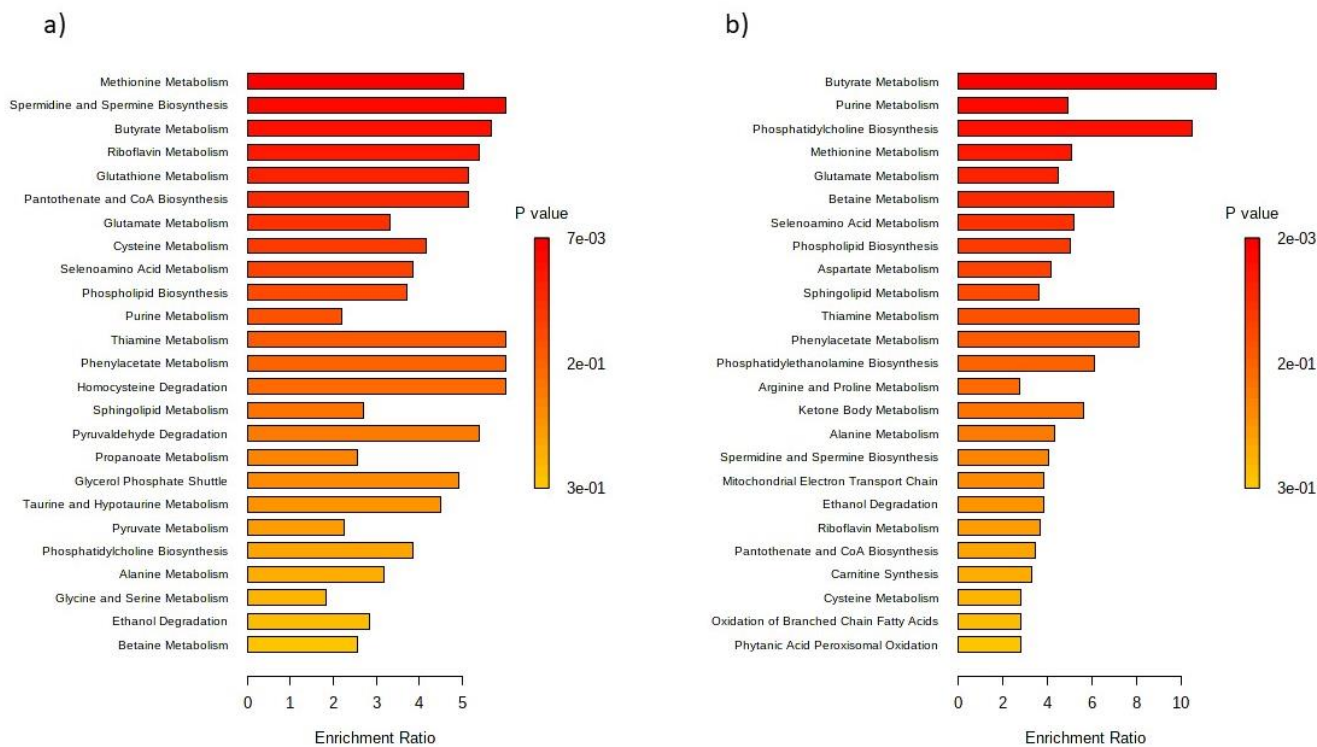 a)
Methionine Metabolism
Spermidine and Spermine Biosynthesis
Butyrate Metabolism
Riboflavin Metabolism
Glutathione Metabolism
Pantothenate and CoA Biosynthesis
Glutamate Metabolism
Cysteine Metabolism
Selenoamino Acid Metabolism
Phospholipid Biosynthesis
Purine Metabolism
Thiamine Metabolism
Phenylacetate Metabolism
Homocysteine Degradation
Sphingolipid Metabolism
Pyruvaldehyde Degradation
Propanoate Metabolism
Glycerol Phosphate Shuttle
Taurine and Hypotaurine Metabolism
Pyruvate Metabolism
Phosphatidylcholine Biosynthesis
Alanine Metabolism
Glycine and Serine Metabolism
Ethanol Degradation
Betaine Metabolism
0 1 2 3 4 5
Enrichment Ratio
P value
7e-03
2e-01
3e-01
b)
Butyrate Metabolism
Purine Metabolism
Phosphatidylcholine Biosynthesis
Methionine Metabolism
Glutamate Metabolism
Betaine Metabolism
Selenoamino Acid Metabolism
Phospholipid Biosynthesis
Aspartate Metabolism
Sphingolipid Metabolism
Thiamine Metabolism
Phenylacetate Metabolism
Phosphatidylethanolamine Biosynthesis
Arginine and Proline Metabolism
Ketone Body Metabolism
Alanine Metabolism
Spermidine and Spermine Biosynthesis
Mitochondrial Electron Transport Chain
Ethanol Degradation
Riboflavin Metabolism
Pantothenate and CoA Biosynthesis
Carnitine Synthesis
Cysteine Metabolism
Oxidation of Branched Chain Fatty Acids
Phytanic Acid Peroxisomal Oxidation
0 2 4 6 8 10
Enrichment Ratio
P value
2e-03
2e-01
3e-01